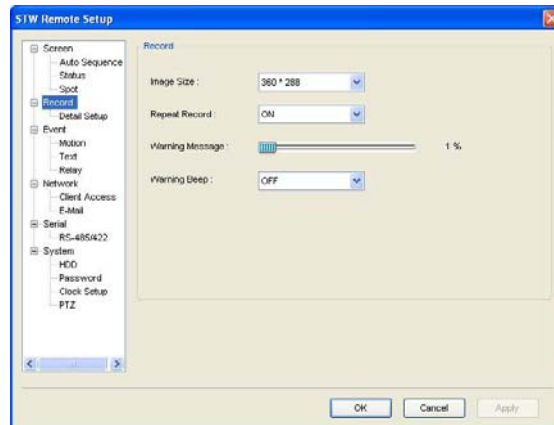 STW Remote Setup
Screen
Auto Sequence
Status
Spot
Record
Detail Setup
Event
Motion
Text
Relay
Network
Client Access
E-Mail
Serial
RS-485/422
System
HDD
Password
Clock Setup
PTZ
Record
Image Size : 360 * 288
Repeat Record : ON
Warning Message : 1 %
Warning Beep : OFF
OK Cancel Apply